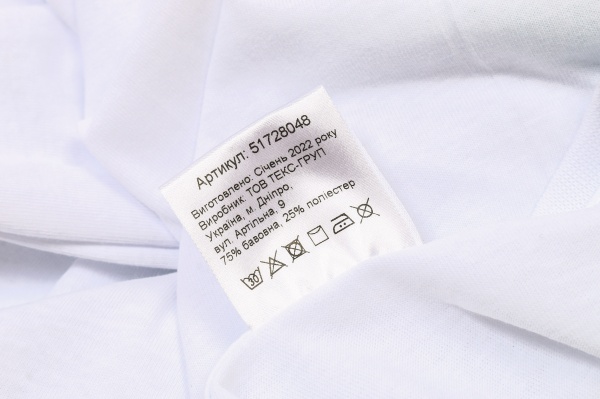 Артикул: 51728048
Виготовлено: Січень 2022 року
Виробник: ТОВ ТЕКС-ГРУП
Україна, м. Дніпро,
вул. Артільна, 9
75% бавовна, 25% поліестер
30